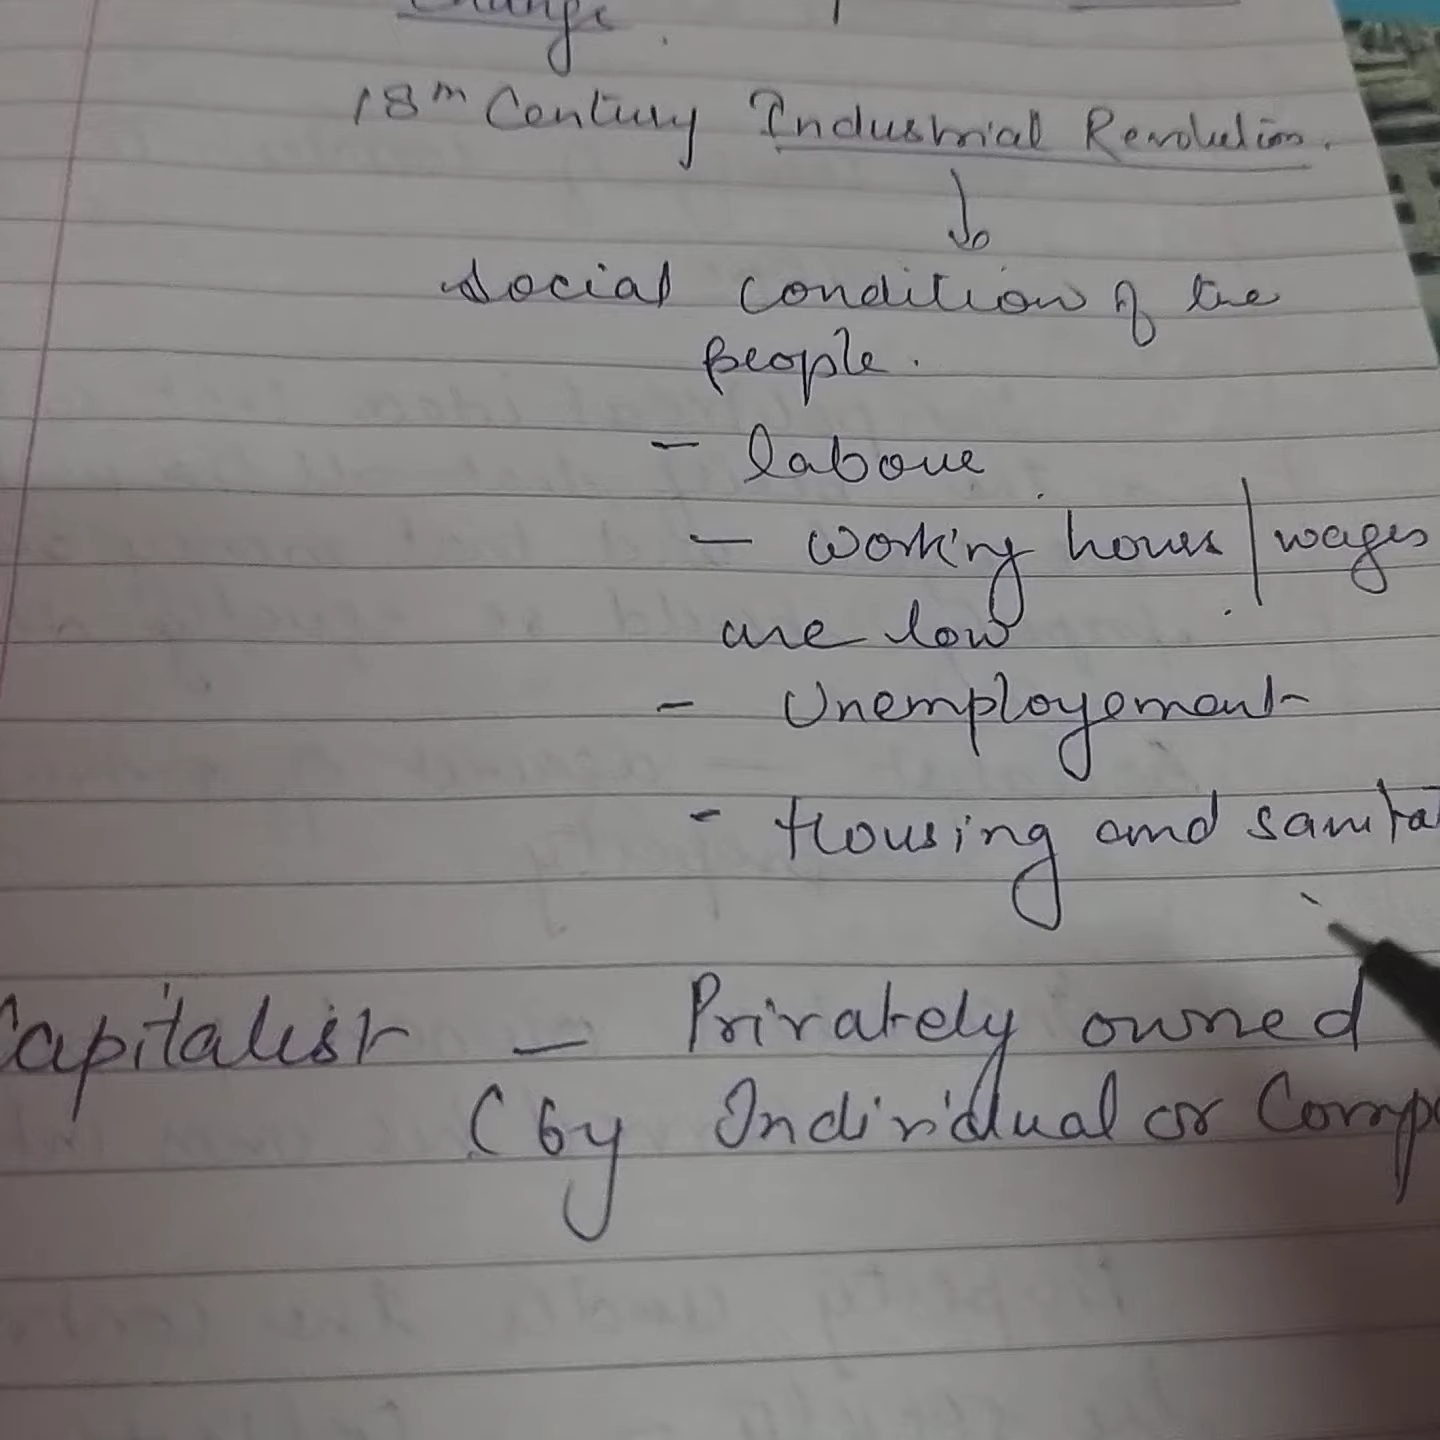 Change.
18th Century Industrial Revolution.
social condition of the
people.
- labour
- working hours / wages
are low
- Unemployement
- Housing and sanita
Capitalist - Privately owned
(by Individual or Comp